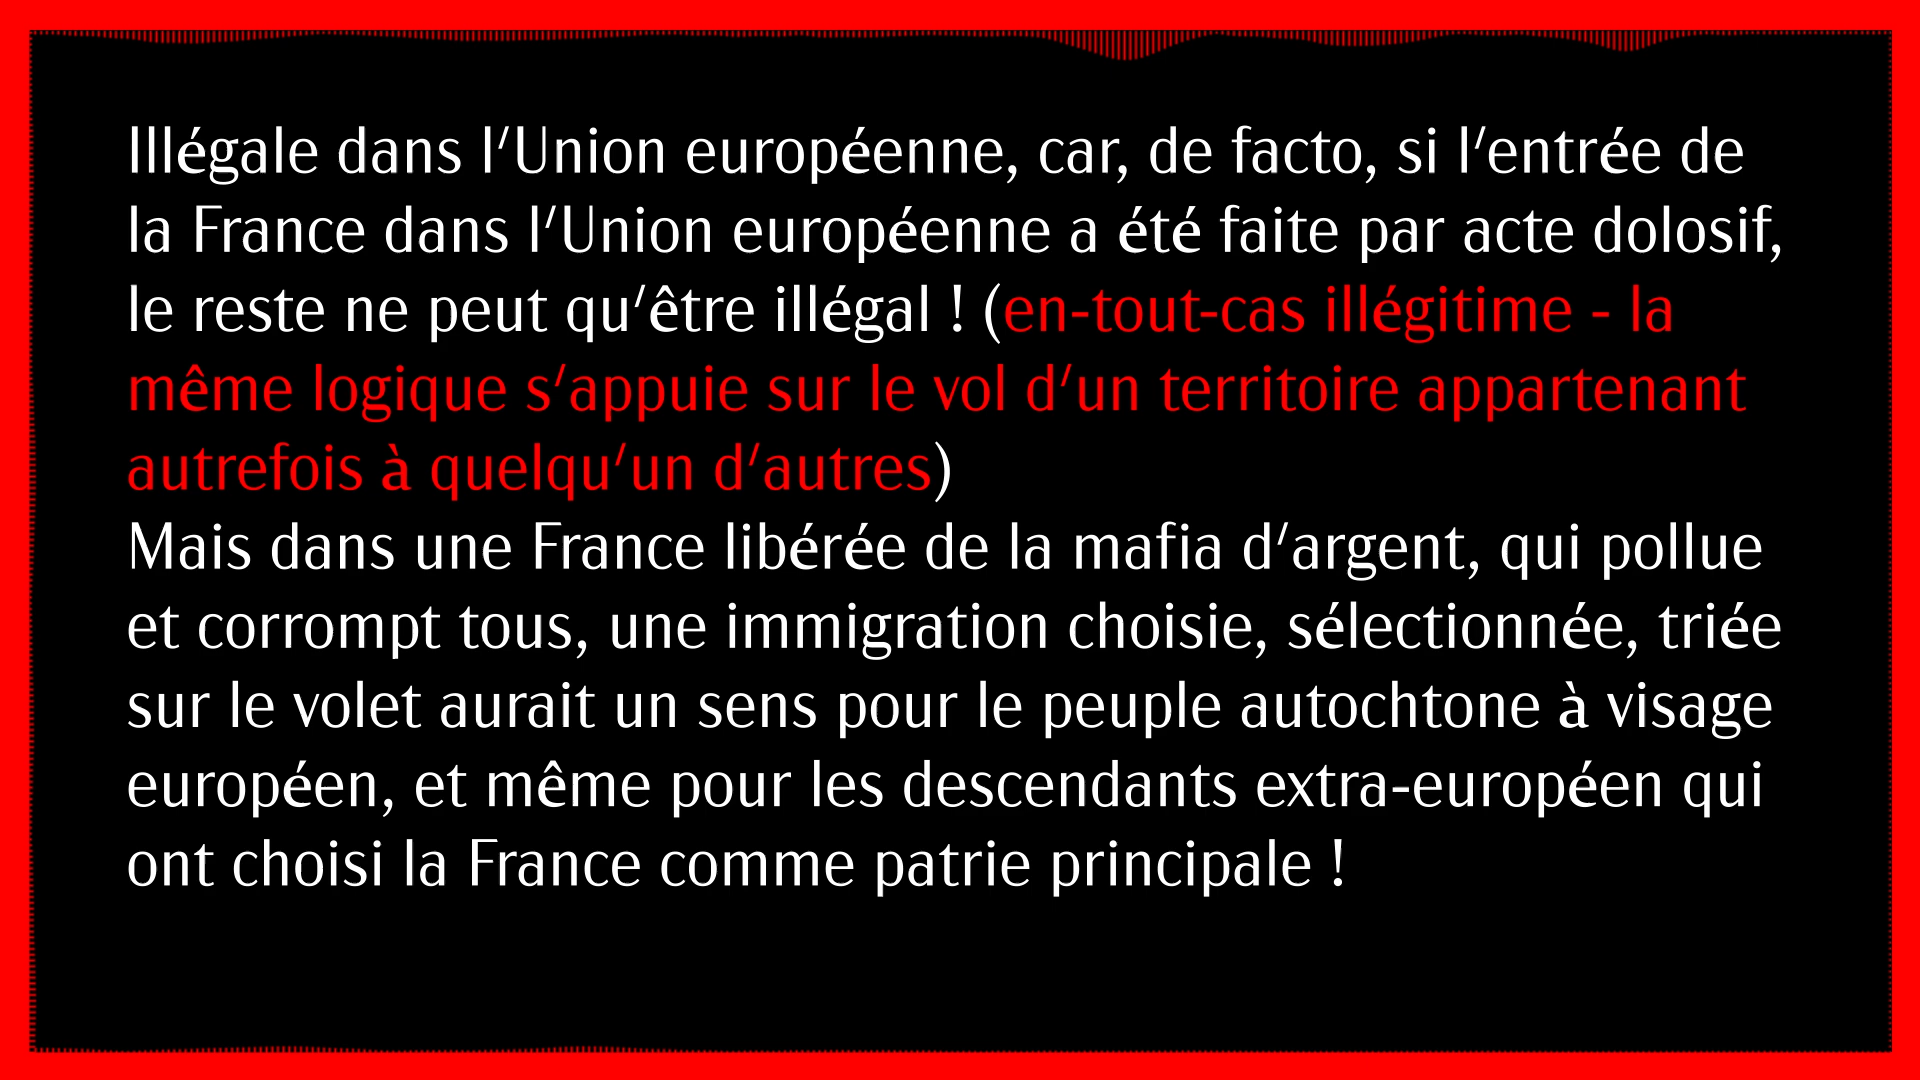 Illégale dans l'Union européenne, car, de facto, si l'entrée de
la France dans l'Union européenne a été faite par acte dolosif,
le reste ne peut qu'être illégal ! (en-tout-cas illégitime - la
même logique s'appuie sur le vol d'un territoire appartenant
autrefois à quelqu'un d'autres)
Mais dans une France libérée de la mafia d'argent, qui pollue
et corrompt tous, une immigration choisie, sélectionnée, triée
sur le volet aurait un sens pour le peuple autochtone à visage
européen, et même pour les descendants extra-européen qui
ont choisi la France comme patrie principale !